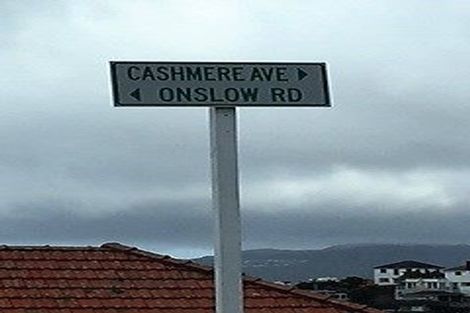 CASHMERE AVE ▶
◀ ONSLOW RD